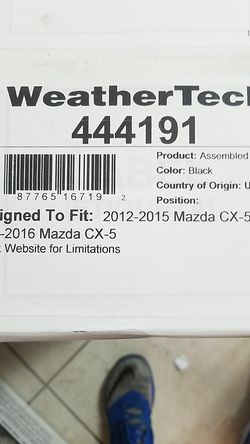 WeatherTech
444191
Product: Assembled
Color: Black
Country of Origin: U
Position:
87765 16719 2
igned To Fit: 2012-2015 Mazda CX-5
-2016 Mazda CX-5
k Website for Limitations